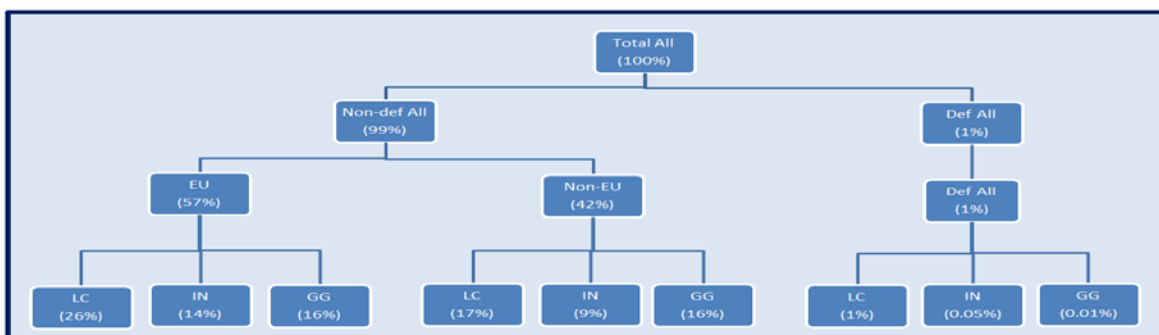 Total All
(100%)
Non-def All
(99%)
Def All
(1%)
EU
(57%)
Non-EU
(42%)
Def All
(1%)
LC
(26%)
IN
(14%)
GG
(16%)
LC
(17%)
IN
(9%)
GG
(16%)
LC
(1%)
IN
(0.05%)
GG
(0.01%)